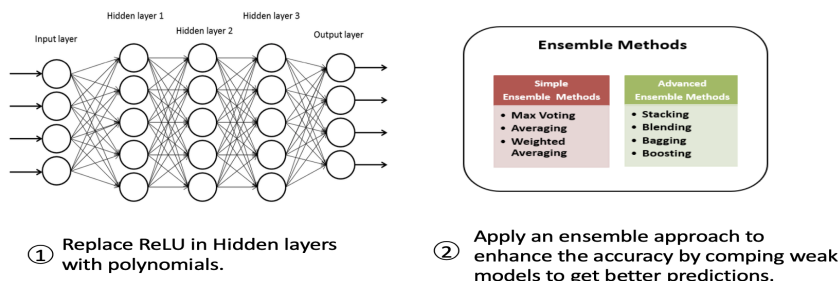 Hidden layer 1
Hidden layer 3
Hidden layer 2
Input layer
Output layer
① Replace ReLU in Hidden layers
with polynomials.
Ensemble Methods
Simple
Ensemble Methods
• Max Voting
• Averaging
• Weighted
Averaging
Advanced
Ensemble Methods
• Stacking
• Blending
• Bagging
• Boosting
② Apply an ensemble approach to
enhance the accuracy by comping weak
models to get better predictions.